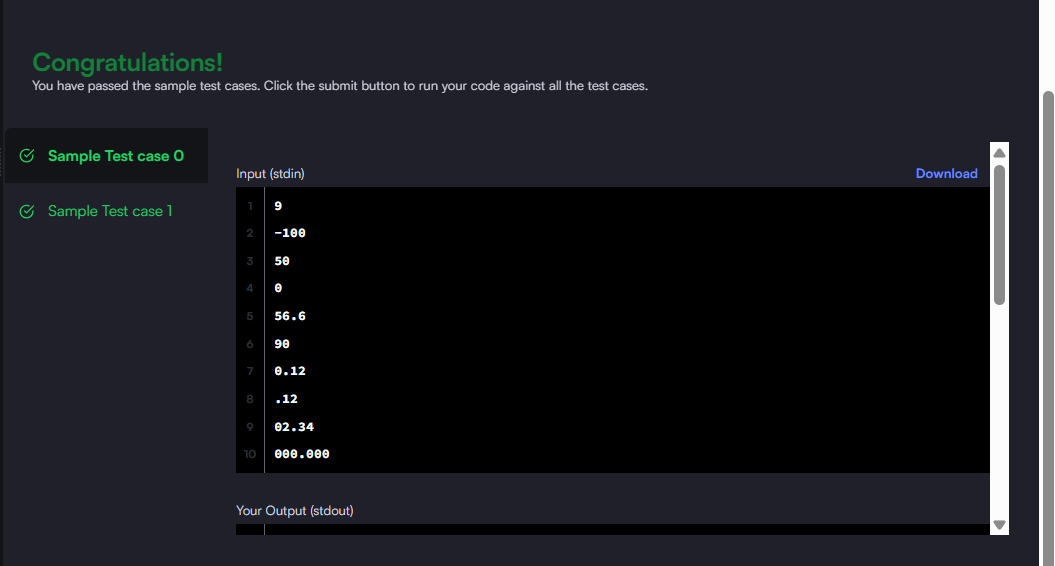 Congratulations!
You have passed the sample test cases. Click the submit button to run your code against all the test cases.
Sample Test case 0
Sample Test case 1
Input (stdin)
Download
1 9
2 -100
3 50
4 0
5 56.6
6 90
7 0.12
8 .12
9 02.34
10 000.000
Your Output (stdout)